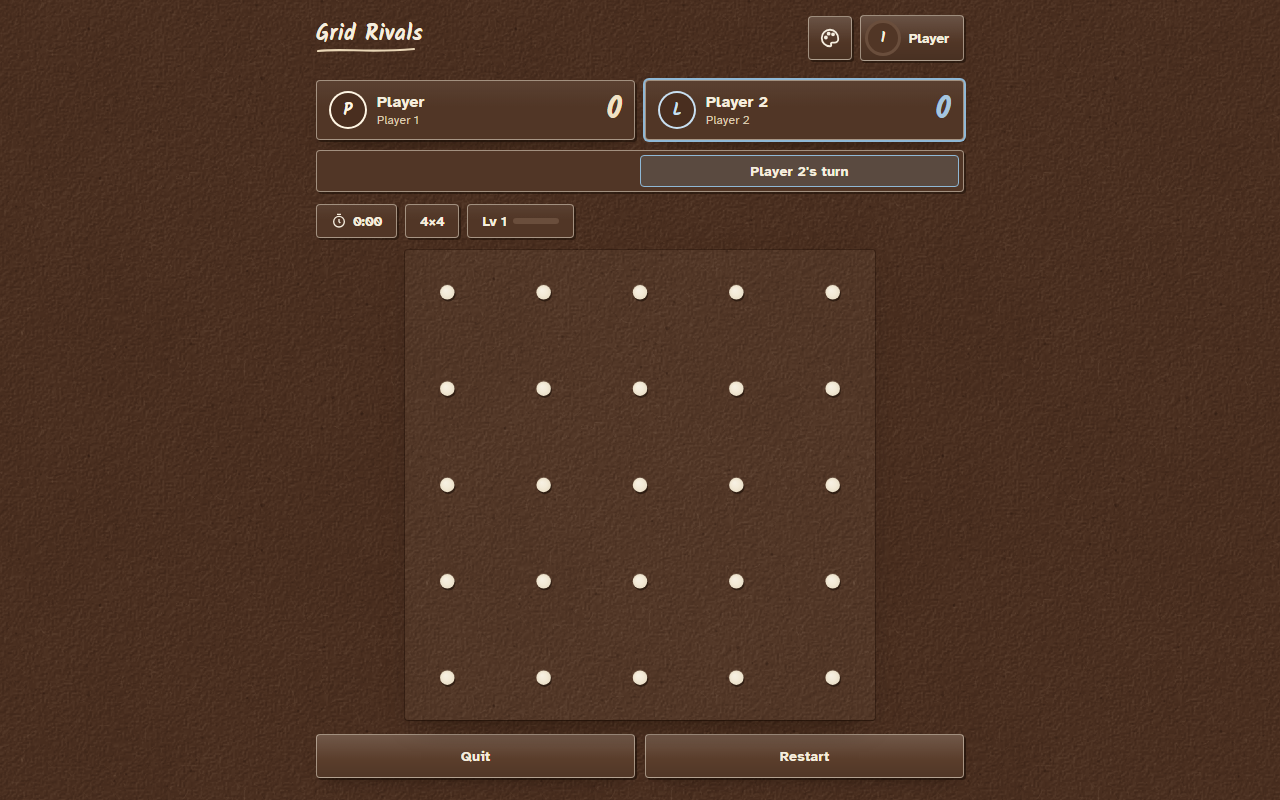 Grid Rivals
I Player
P Player 0
Player 1
L Player 2 0
Player 2
Player 2's turn
0:00 4×4 Lv 1
Quit Restart